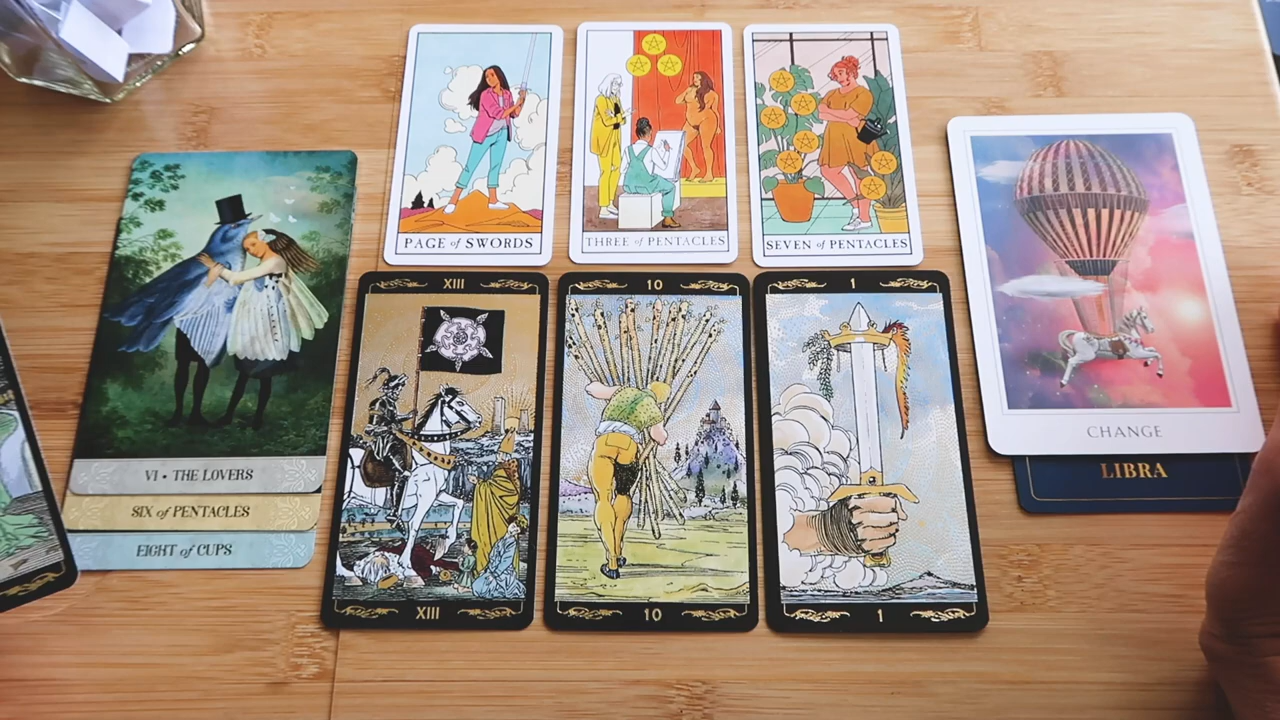 PAGE of SWORDS
THREE of PENTACLES
SEVEN of PENTACLES
VI • THE LOVERS
SIX of PENTACLES
EIGHT of CUPS
XIII
XIII
10
10
1
1
CHANGE
LIBRA